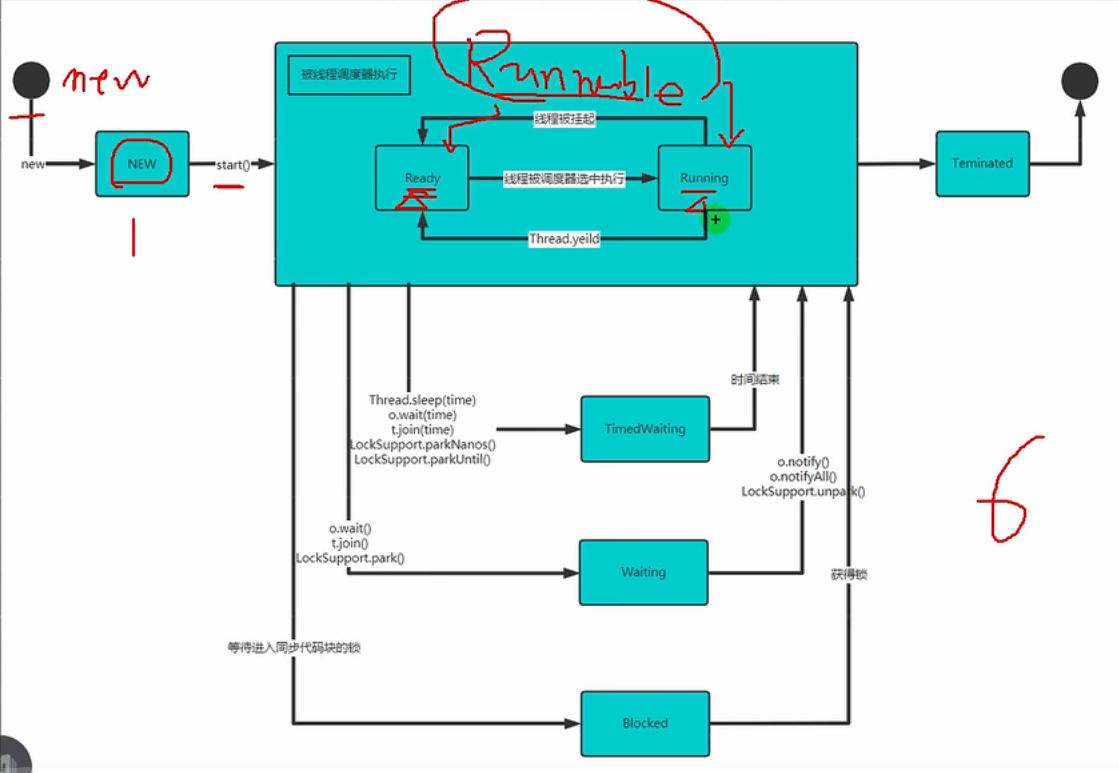 Runnable
new
被线程调度器执行
线程被挂起
new
NEW
start()
Ready
线程被调度器选中执行
Running
Teminated
Thread.yeild
Thread.sleep(time)
o.wait(time)
t.join(time)
LockSupport.parkNanos()
LockSupport.parkUntil()
TimedWaiting
时间结束
o.notify()
o.notifyAll()
LockSupport.unpark()
o.wait()
t.join()
LockSupport.park()
Waiting
获得锁
等待进入同步代码块的锁
Blocked
1
6